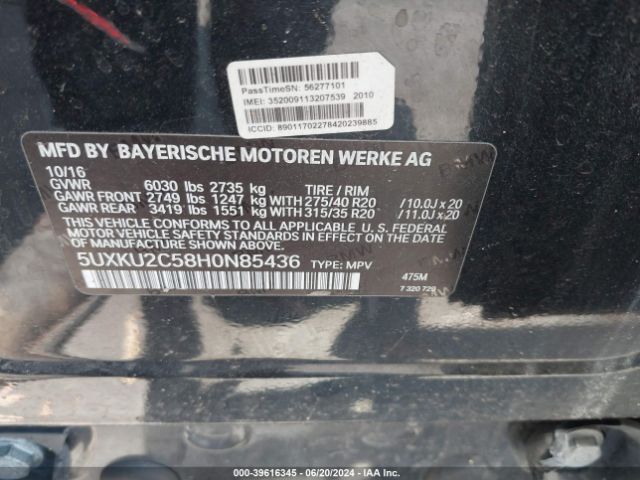 PassTimeSN: 56277101
IMEI: 352009113207539 2010
ICCID: 89011702278420239885
MFD BY BAYERISCHE MOTOREN WERKE AG
10/16
GVWR 6030 lbs 2735 kg TIRE / RIM
GAWR FRONT 2749 lbs 1247 kg WITH 275/40 R20 /10.0J x 20
GAWR REAR 3419 lbs 1551 kg WITH 315/35 R20 /11.0J x 20
THIS VEHICLE CONFORMS TO ALL APPLICABLE U. S. FEDERAL
MOTOR VEHICLE SAFETY STANDARDS IN EFFECT ON THE DATE
OF MANUFACTURE SHOWN ABOVE.
5UXKU2C58H0N85436 TYPE: MPV 475M
7 320 729
000-39616345 - 06/20/2024 - IAA Inc.